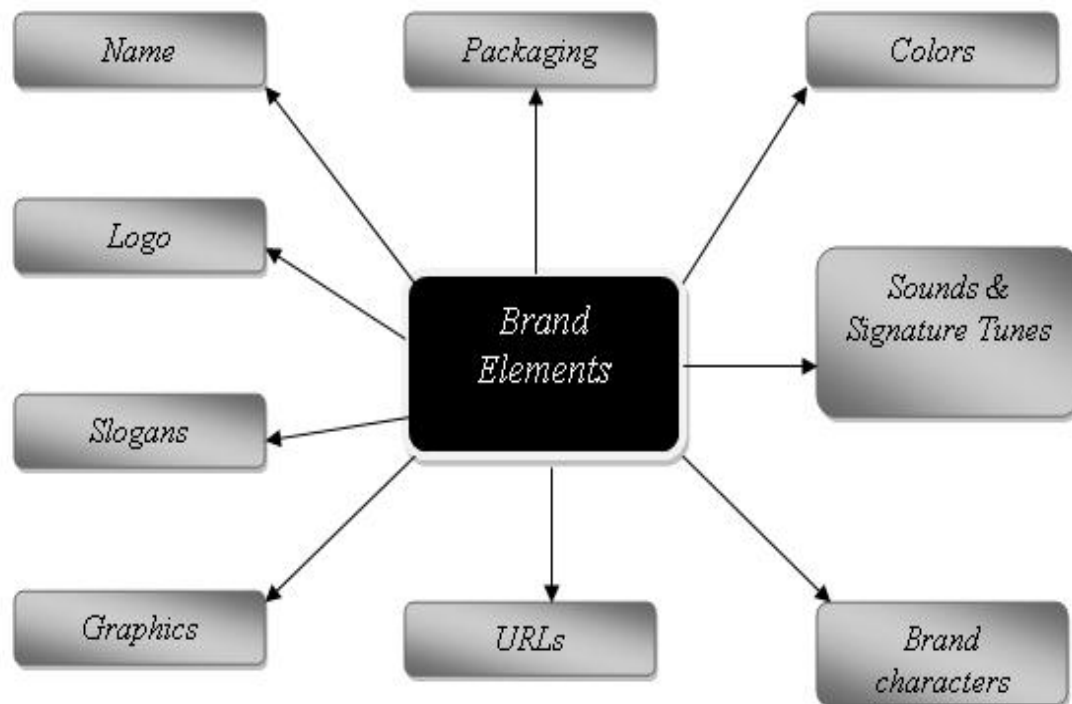 Name
Packaging
Colors
Logo
Brand
Elements
Sounds &
Signature Tunes
Slogans
Graphics
URLs
Brand
characters